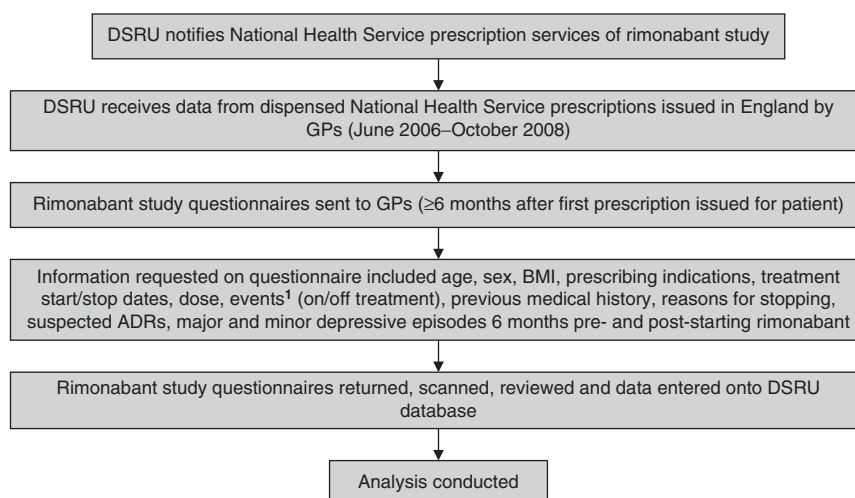 DSRU notifies National Health Service prescription services of rimonabant study
DSRU receives data from dispensed National Health Service prescriptions issued in England by
GPs (June 2006–October 2008)
Rimonabant study questionnaires sent to GPs (≥6 months after first prescription issued for patient)
Information requested on questionnaire included age, sex, BMI, prescribing indications, treatment
start/stop dates, dose, events¹ (on/off treatment), previous medical history, reasons for stopping,
suspected ADRs, major and minor depressive episodes 6 months pre- and post-starting rimonabant
Rimonabant study questionnaires returned, scanned, reviewed and data entered onto DSRU
database
Analysis conducted